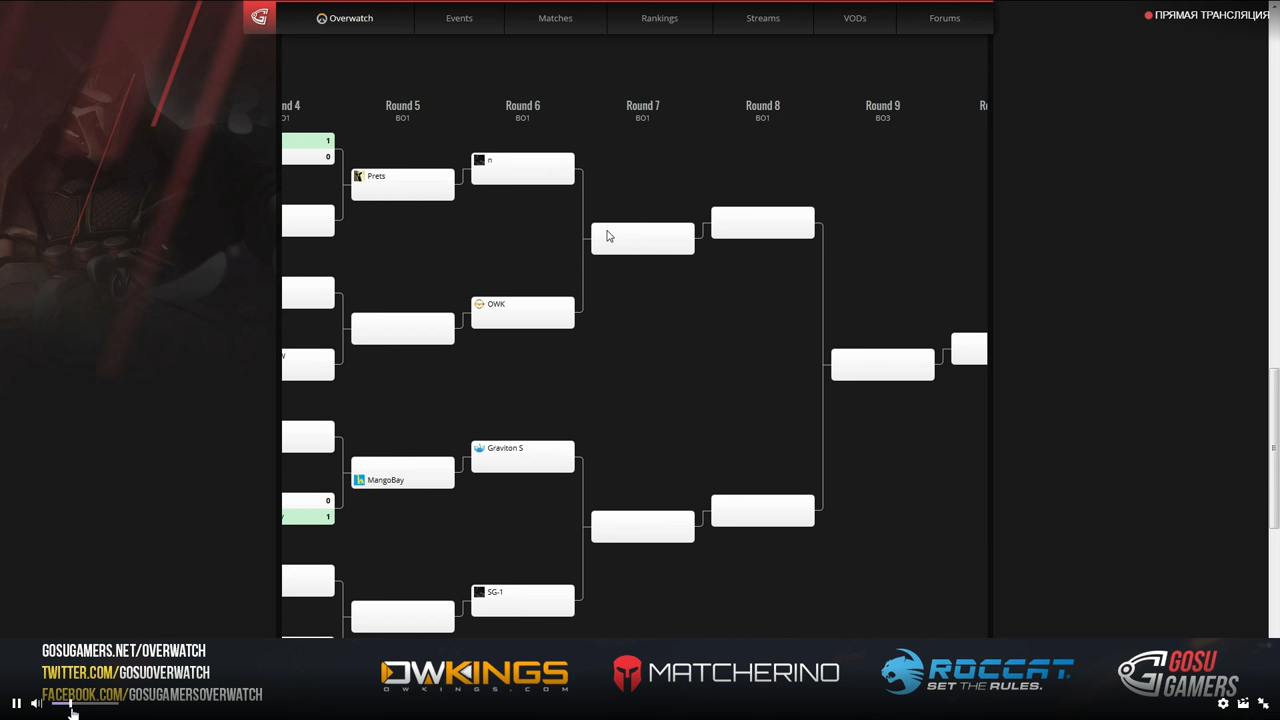 Overwatch
Events
Matches
Rankings
Streams
VODs
Forums
ПРЯМАЯ ТРАНСЛЯЦИЯ
nd 4
Round 5
Round 6
Round 7
Round 8
Round 9
BO1
BO1
BO1
BO1
BO3
1
0
Prets
n
OWK
Graviton S
MangoBay
0
1
SG-1
GOSUGAMERS.NET/OVERWATCH
TWITTER.COM/GOSUOVERWATCH
FACEBOOK.COM/GOSUGAMERSOVERWATCH
OWKINGS
OWKINGS.COM
MATCHERINO
ROCCAT
SET THE RULES.
GOSU
GAMERS